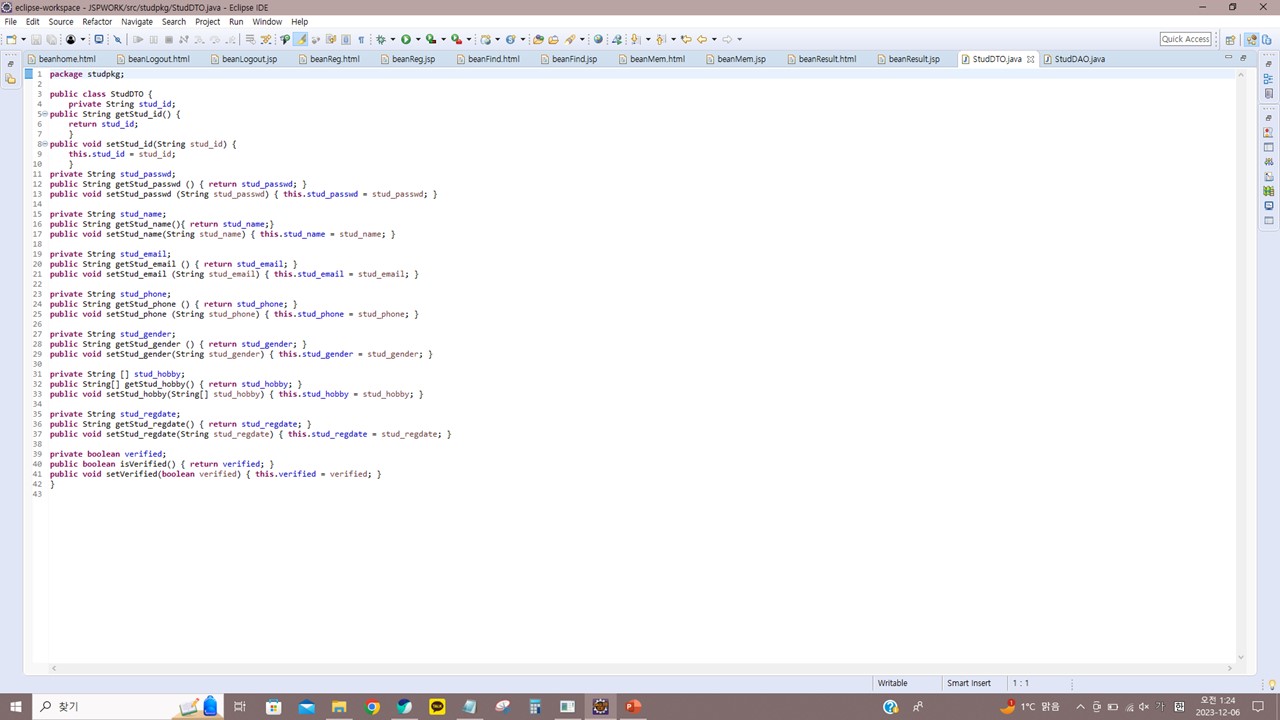 eclipse-workspace - JSPWORK/src/studpkg/StudDTO.java - Eclipse IDE
File Edit Source Refactor Navigate Search Project Run Window Help
Quick Access
beanhome.html beanLogout.html beanLogout.jsp beanReg.html beanReg.jsp beanFind.html beanFind.jsp beanMem.html beanMem.jsp beanResult.html beanResult.jsp StudDTO.java StudDAO.java
1 package studpkg;
2
3 public class StudDTO {
4 private String stud_id;
5 public String getStud_id() {
6 return stud_id;
7 }
8 public void setStud_id(String stud_id) {
9 this.stud_id = stud_id;
10 }
11 private String stud_passwd;
12 public String getStud_passwd () { return stud_passwd; }
13 public void setStud_passwd (String stud_passwd) { this.stud_passwd = stud_passwd; }
14
15 private String stud_name;
16 public String getStud_name(){ return stud_name;}
17 public void setStud_name(String stud_name) { this.stud_name = stud_name; }
18
19 private String stud_email;
20 public String getStud_email () { return stud_email; }
21 public void setStud_email (String stud_email) { this.stud_email = stud_email; }
22
23 private String stud_phone;
24 public String getStud_phone () { return stud_phone; }
25 public void setStud_phone (String stud_phone) { this.stud_phone = stud_phone; }
26
27 private String stud_gender;
28 public String getStud_gender () { return stud_gender; }
29 public void setStud_gender(String stud_gender) { this.stud_gender = stud_gender; }
30
31 private String [] stud_hobby;
32 public String[] getStud_hobby() { return stud_hobby; }
33 public void setStud_hobby(String[] stud_hobby) { this.stud_hobby = stud_hobby; }
34
35 private String stud_regdate;
36 public String getStud_regdate() { return stud_regdate; }
37 public void setStud_regdate(String stud_regdate) { this.stud_regdate = stud_regdate; }
38
39 private boolean verified;
40 public boolean isVerified() { return verified; }
41 public void setVerified(boolean verified) { this.verified = verified; }
42 }
43
Writable Smart Insert 1 : 1
찾기
1°C 맑음
가
오전 1:24
2023-12-06